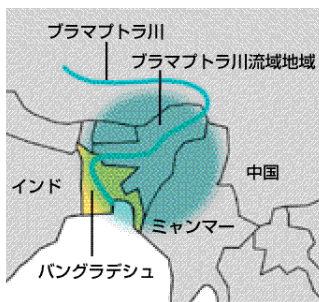 ブラマプトラ川
ブラマプトラ川流域地域
インド
中国
ミャンマー
バングラデシュ